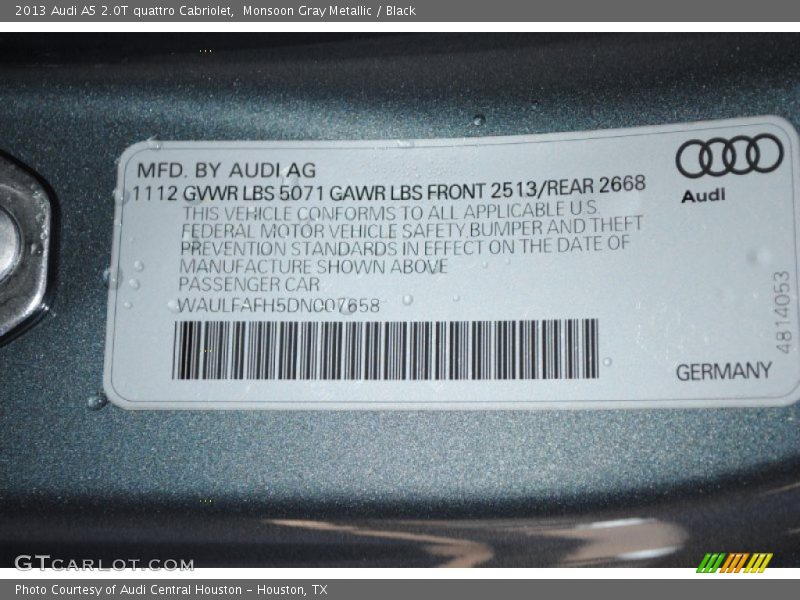 2013 Audi A5 2.0T quattro Cabriolet,  Monsoon Gray Metallic / Black
MFD. BY AUDI AG
1112 GVWR LBS 5071 GAWR LBS FRONT 2513/REAR 2668
THIS VEHICLE CONFORMS TO ALL APPLICABLE U.S.
FEDERAL MOTOR VEHICLE SAFETY BUMPER AND THEFT
PREVENTION STANDARDS IN EFFECT ON THE DATE OF
MANUFACTURE SHOWN ABOVE
PASSENGER CAR
WAULFAFH5DN007658
Audi
4814053
GERMANY
GTCARLOT.COM
Photo Courtesy of Audi Central Houston - Houston, TX